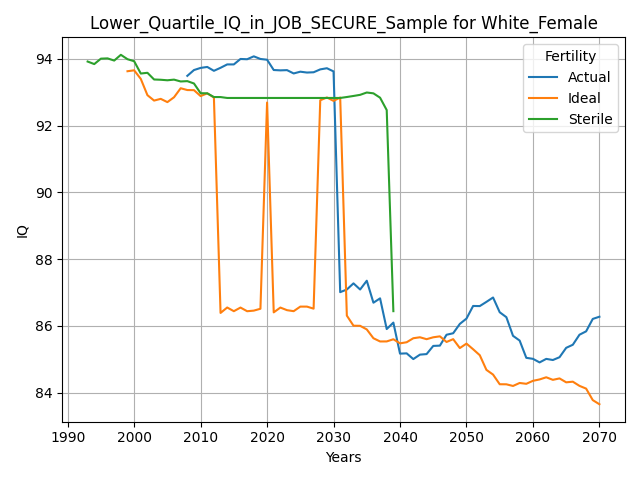 Lower_Quartile_IQ_in_JOB_SECURE_Sample for White_Female
Fertility
Actual
Ideal
Sterile
IQ
94
92
90
88
86
84
1990 2000 2010 2020 2030 2040 2050 2060 2070
Years